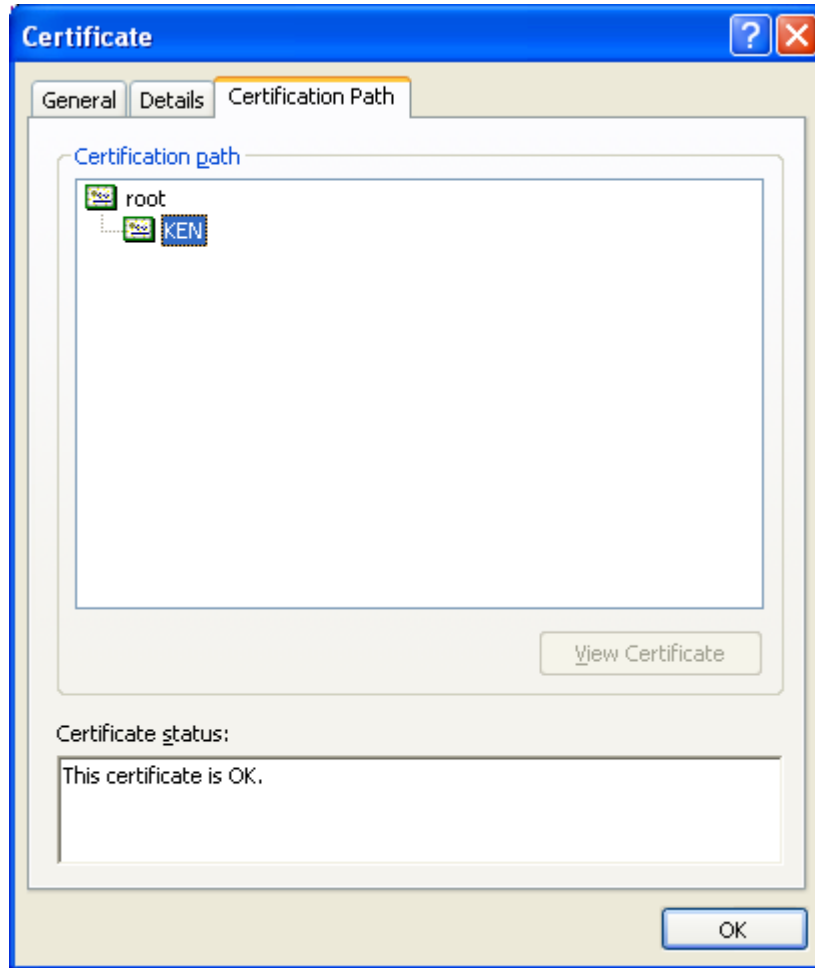 Certificate
General Details Certification Path
Certification path
root
KEN
View Certificate
Certificate status:
This certificate is OK.
OK